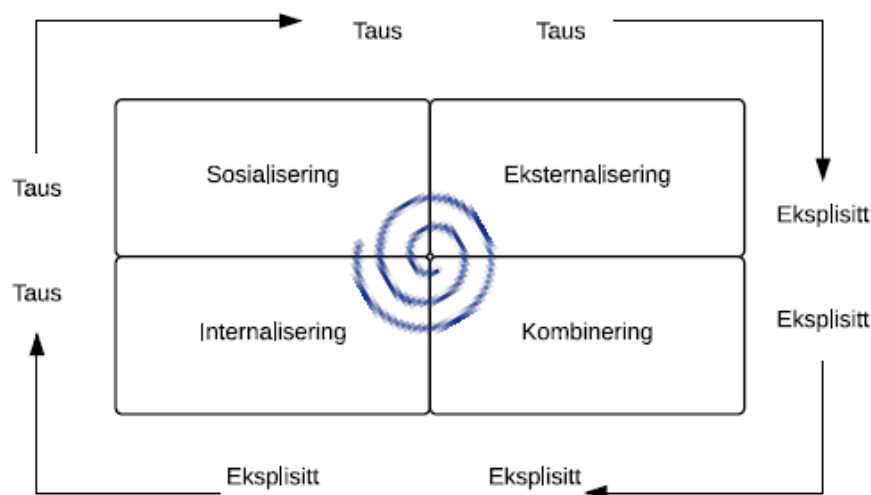 Taus
Taus
Taus
Sosialisering
Eksternalisering
Eksplisitt
Taus
Internalisering
Kombinering
Eksplisitt
Eksplisitt
Eksplisitt